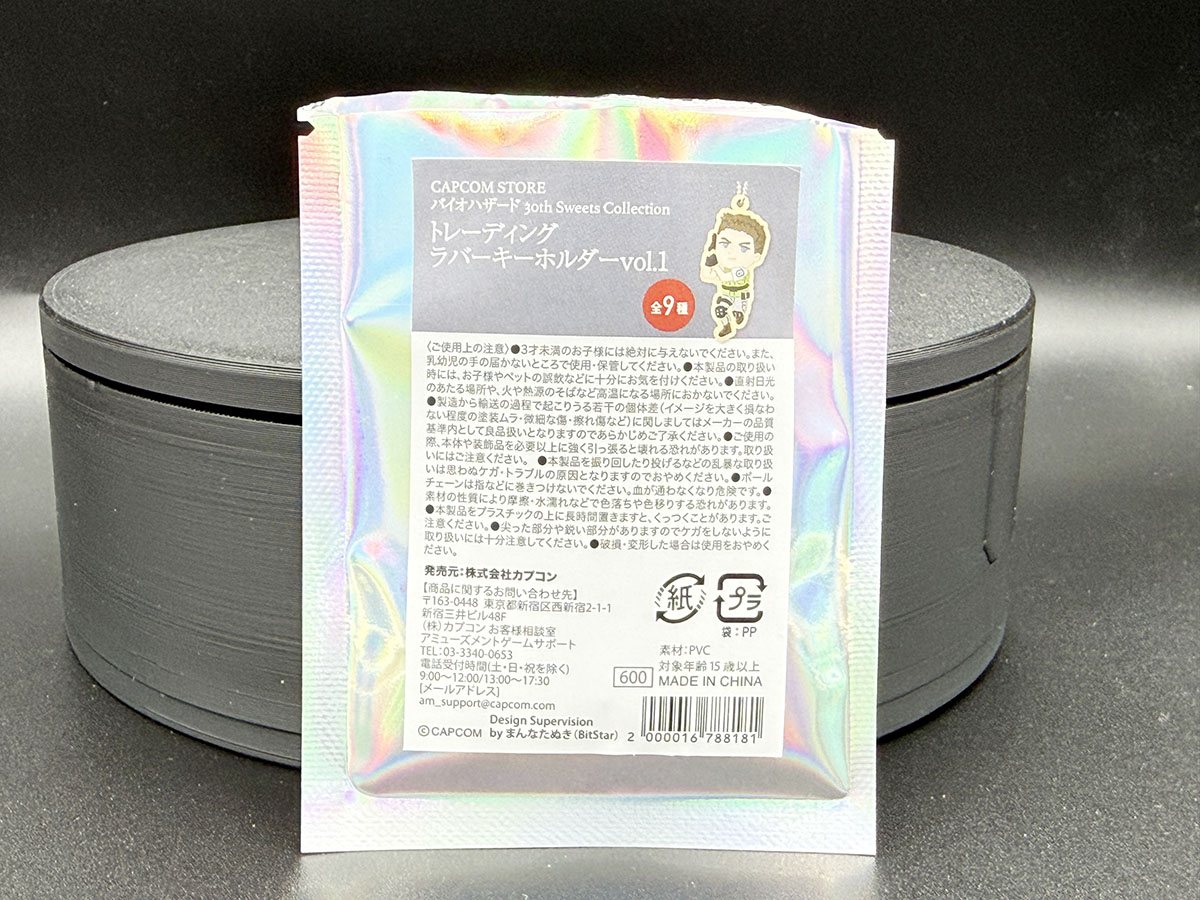 CAPCOM STORE
バイオハザード 30th Sweets Collection
トレーディング
ラバーキーホルダーvol.1
全9種
〈ご使用上の注意〉●3才未満のお子様には絶対に与えないでください。また、
乳幼児の手の届かないところで使用・保管してください。●本製品の取り扱い
時には、お子様やペットの誤飲などに十分にお気を付けください。●直射日光
のあたる場所や、火や熱源のそばなど高温になる場所におかないでください。
●製造から輸送の過程で起こりうる若干の個体差(イメージを大きく損なわ
ない程度の塗装ムラ・微細な傷・擦れ傷など)に関しましてはメーカーの品質
基準内として良品扱いとなりますのであらかじめご了承ください。●ご使用の
際、本体や装飾品を必要以上に強く引っ張ると壊れる恐れがあります。取り扱
いにはご注意ください。 ●本製品を振り回したり投げるなどの乱暴な取り扱
いは思わぬケガ・トラブルの原因となりますのでおやめください。●ボール
チェーンは指などに巻きつけないでください。血が通わなくなり危険です。●
素材の性質により摩擦・水濡れなどで色落ちや色移りする恐れがあります。
●本製品をプラスチックの上に長時間置きますと、くっつくことがあります。ご
注意ください。●尖った部分や鋭い部分がありますのでケガをしないように
取り扱いには十分注意してください。●破損・変形した場合は使用をおやめく
ださい。
発売元:株式会社カプコン
【商品に関するお問い合わせ先】
〒163-0448 東京都新宿区西新宿2-1-1
新宿三井ビル48F
(株)カプコン お客様相談室
アミューズメントゲームサポート
TEL:03-3340-0653
電話受付時間(土・日・祝を除く)
9:00~12:00/13:00~17:30
[メールアドレス]
am_support@capcom.com
紙
プラ
袋:PP
素材:PVC
対象年齢15歳以上
600 MADE IN CHINA
Design Supervision
©CAPCOM by まんなたぬき(BitStar)
2 000016 788181